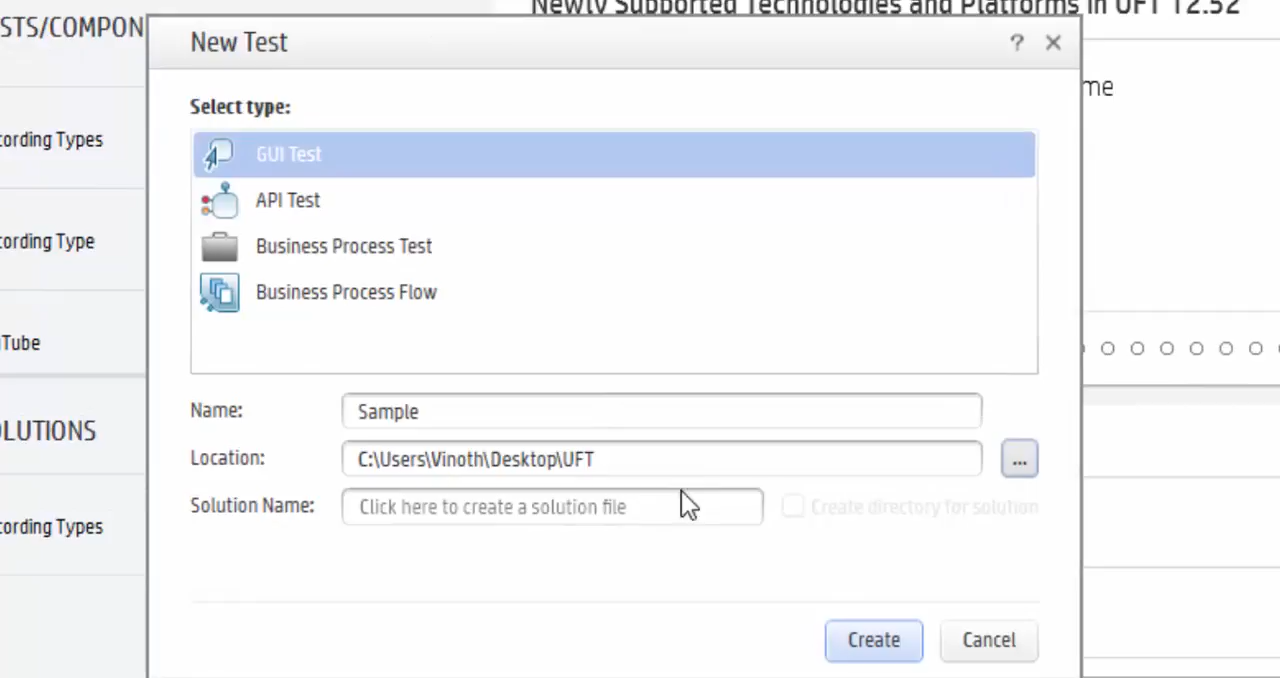 Newly Supported Technologies and Platforms in UFT 12.52
STS/COMPON
New Test
?
me
Select type:
cording Types
GUI Test
API Test
cording Type
Business Process Test
Business Process Flow
Tube
Name:
Sample
OLUTIONS
Location:
C:\Users\Vinoth\Desktop\UFT
...
Solution Name:
Click here to create a solution file
Create directory for solution
cording Types
Create
Cancel